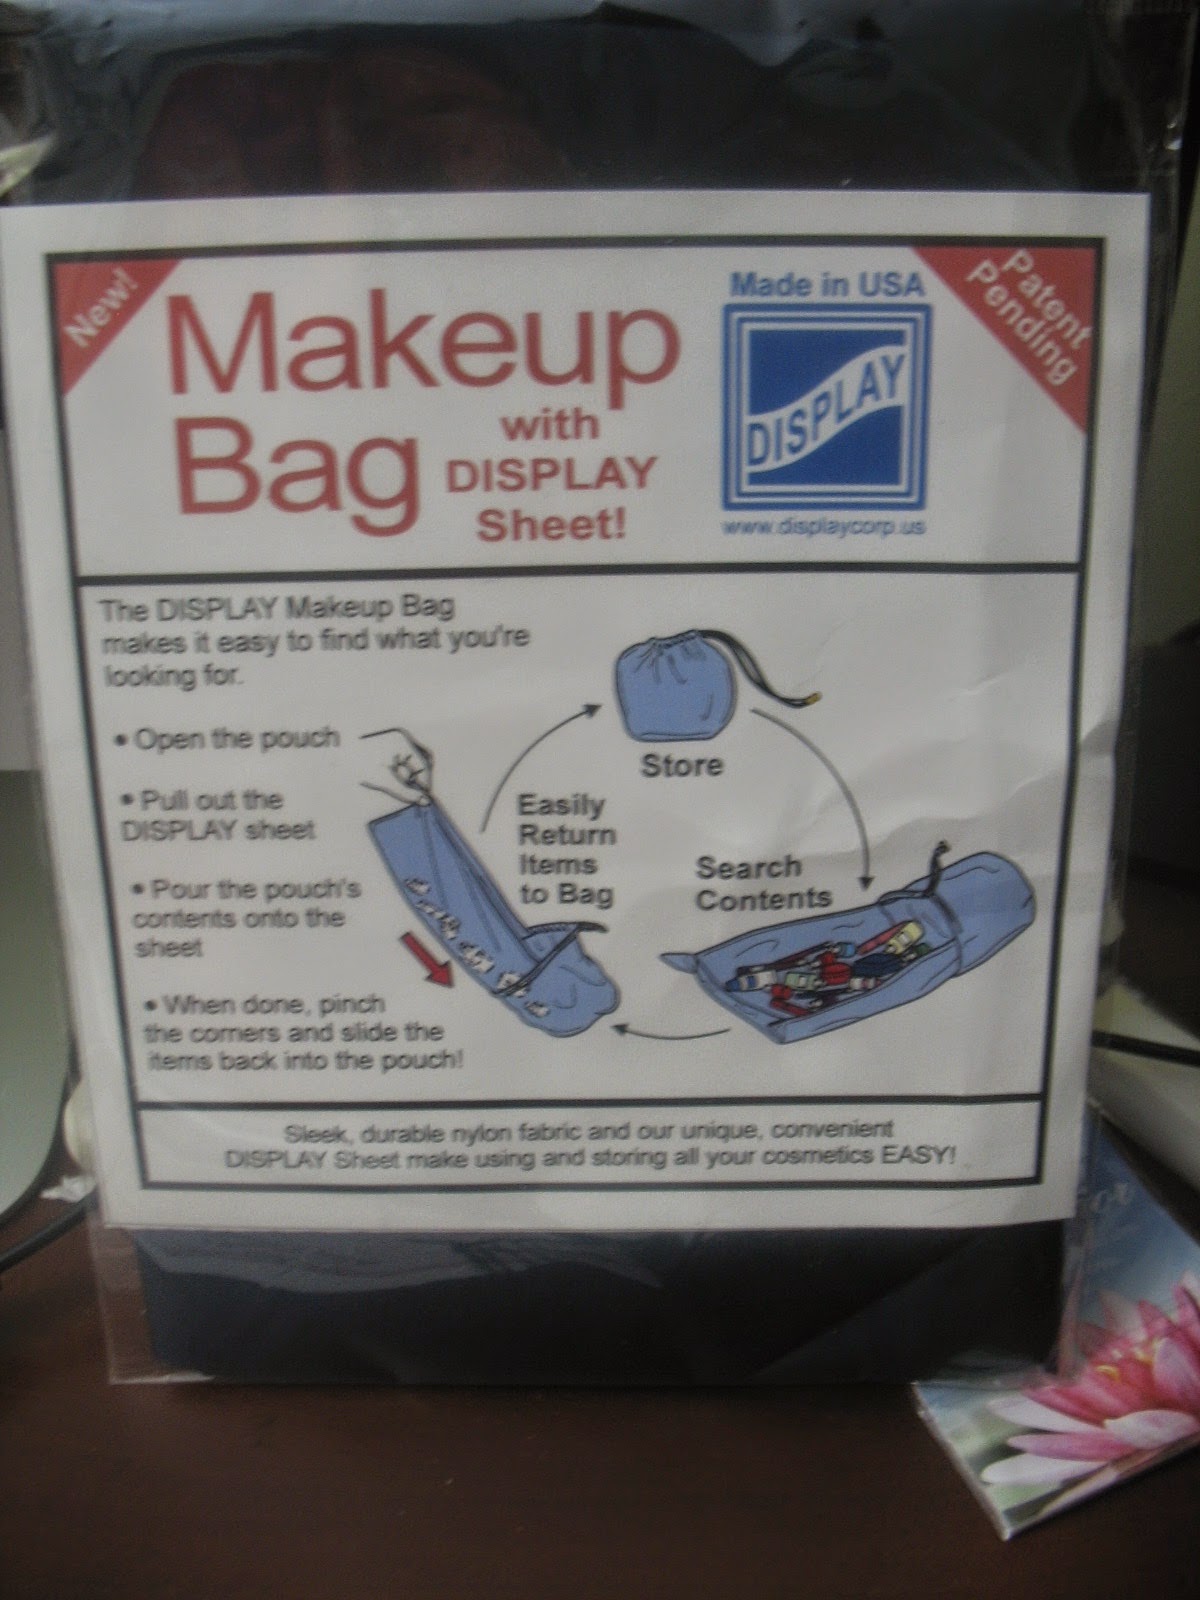 New!
Makeup
Bag
with
DISPLAY
Sheet!
Made in USA
DISPLAY
www.displaycorp.us
Patent
Pending
The DISPLAY Makeup Bag
makes it easy to find what you're
looking for.
• Open the pouch
• Pull out the
DISPLAY sheet
• Pour the pouch's
contents onto the
sheet
• When done, pinch
the corners and slide the
items back into the pouch!
Store
Easily
Return
Items
to Bag
Search
Contents
Sleek, durable nylon fabric and our unique, convenient
DISPLAY Sheet make using and storing all your cosmetics EASY!